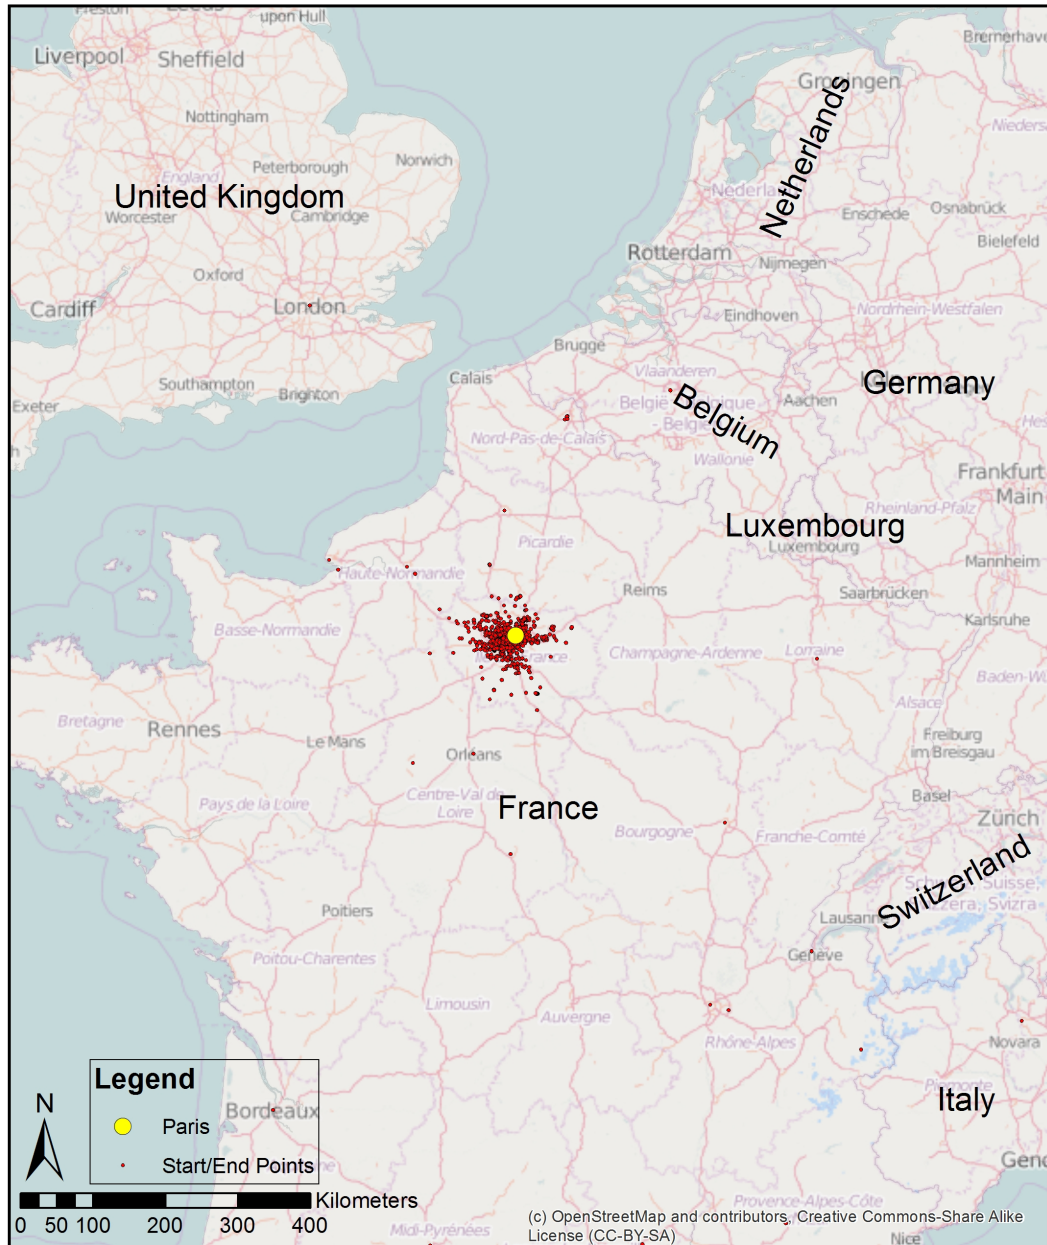 upon Hull
Liverpool
Sheffield
Nottingham
Peterborough
Norwich
England
United Kingdom
Worcester
Cambridge
Oxford
London
Cardiff
Southampton
Brighton
Exeter
Groningen
Netherlands
Enschede
Osnabrück
Bielefeld
Rotterdam
Nijmegen
Eindhoven
Nordrhein-Westfalen
Brugge
Calais
Vlaanderen
Aachen
Germany
Belgium
Nord-Pas-de-Calais
Wallonie
Frankfurt
Main
Rheinland-Pfalz
Luxembourg
Luxembourg
Picardie
Mannheim
Haute-Normandie
Reims
Saarbrücken
Karlsruhe
Basse-Normandie
Champagne-Ardenne
Lorraine
Alsace
Bretagne
Rennes
Le Mans
Orléans
Freiburg
im Breisgau
Basel
Zürich
Pays de la Loire
Centre-Val de
Loire
France
Bourgogne
Franche-Comté
Switzerland
Poitiers
Lausanne
Genève
Poitou-Charentes
Limousin
Auvergne
Rhône-Alpes
Novara
Piemonte
Italy
Bordeaux
Legend
Paris
Start/End Points
N
Kilometers
0 50 100 200 300 400
Provence-Alpes-Côte
Midi-Pyrénées
Nice
(c) OpenStreetMap and contributors, Creative Commons-Share Alike
License (CC-BY-SA)